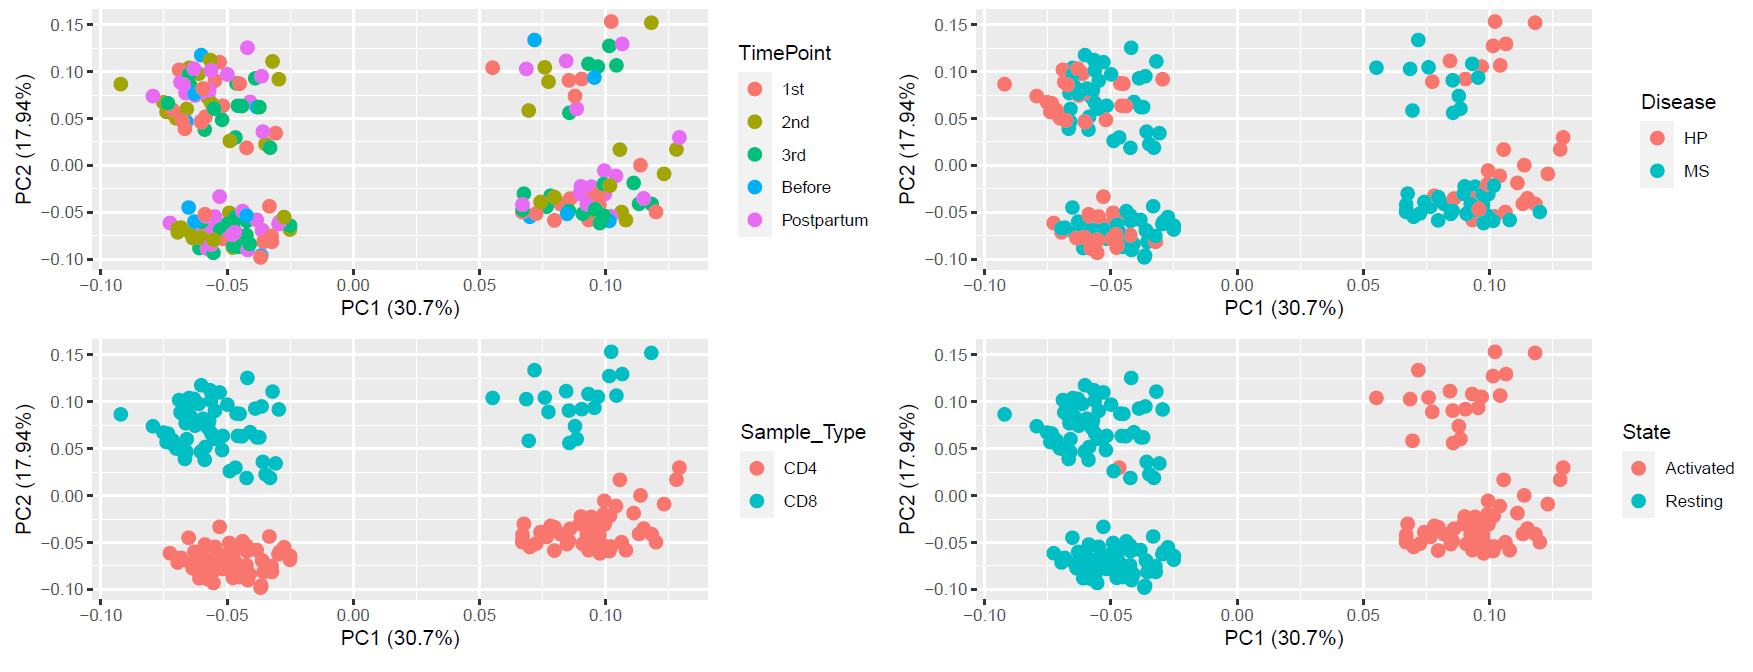 0.15
0.10
0.05
0.00
−0.05
−0.10
PC2 (17.94%)
−0.10
−0.05
0.00
0.05
0.10
PC1 (30.7%)
TimePoint
1st
2nd
3rd
Before
Postpartum
0.15
0.10
0.05
0.00
−0.05
−0.10
PC2 (17.94%)
−0.10
−0.05
0.00
0.05
0.10
PC1 (30.7%)
Disease
HP
MS
0.15
0.10
0.05
0.00
−0.05
−0.10
PC2 (17.94%)
−0.10
−0.05
0.00
0.05
0.10
PC1 (30.7%)
Sample_Type
CD4
CD8
0.15
0.10
0.05
0.00
−0.05
−0.10
PC2 (17.94%)
−0.10
−0.05
0.00
0.05
0.10
PC1 (30.7%)
State
Activated
Resting